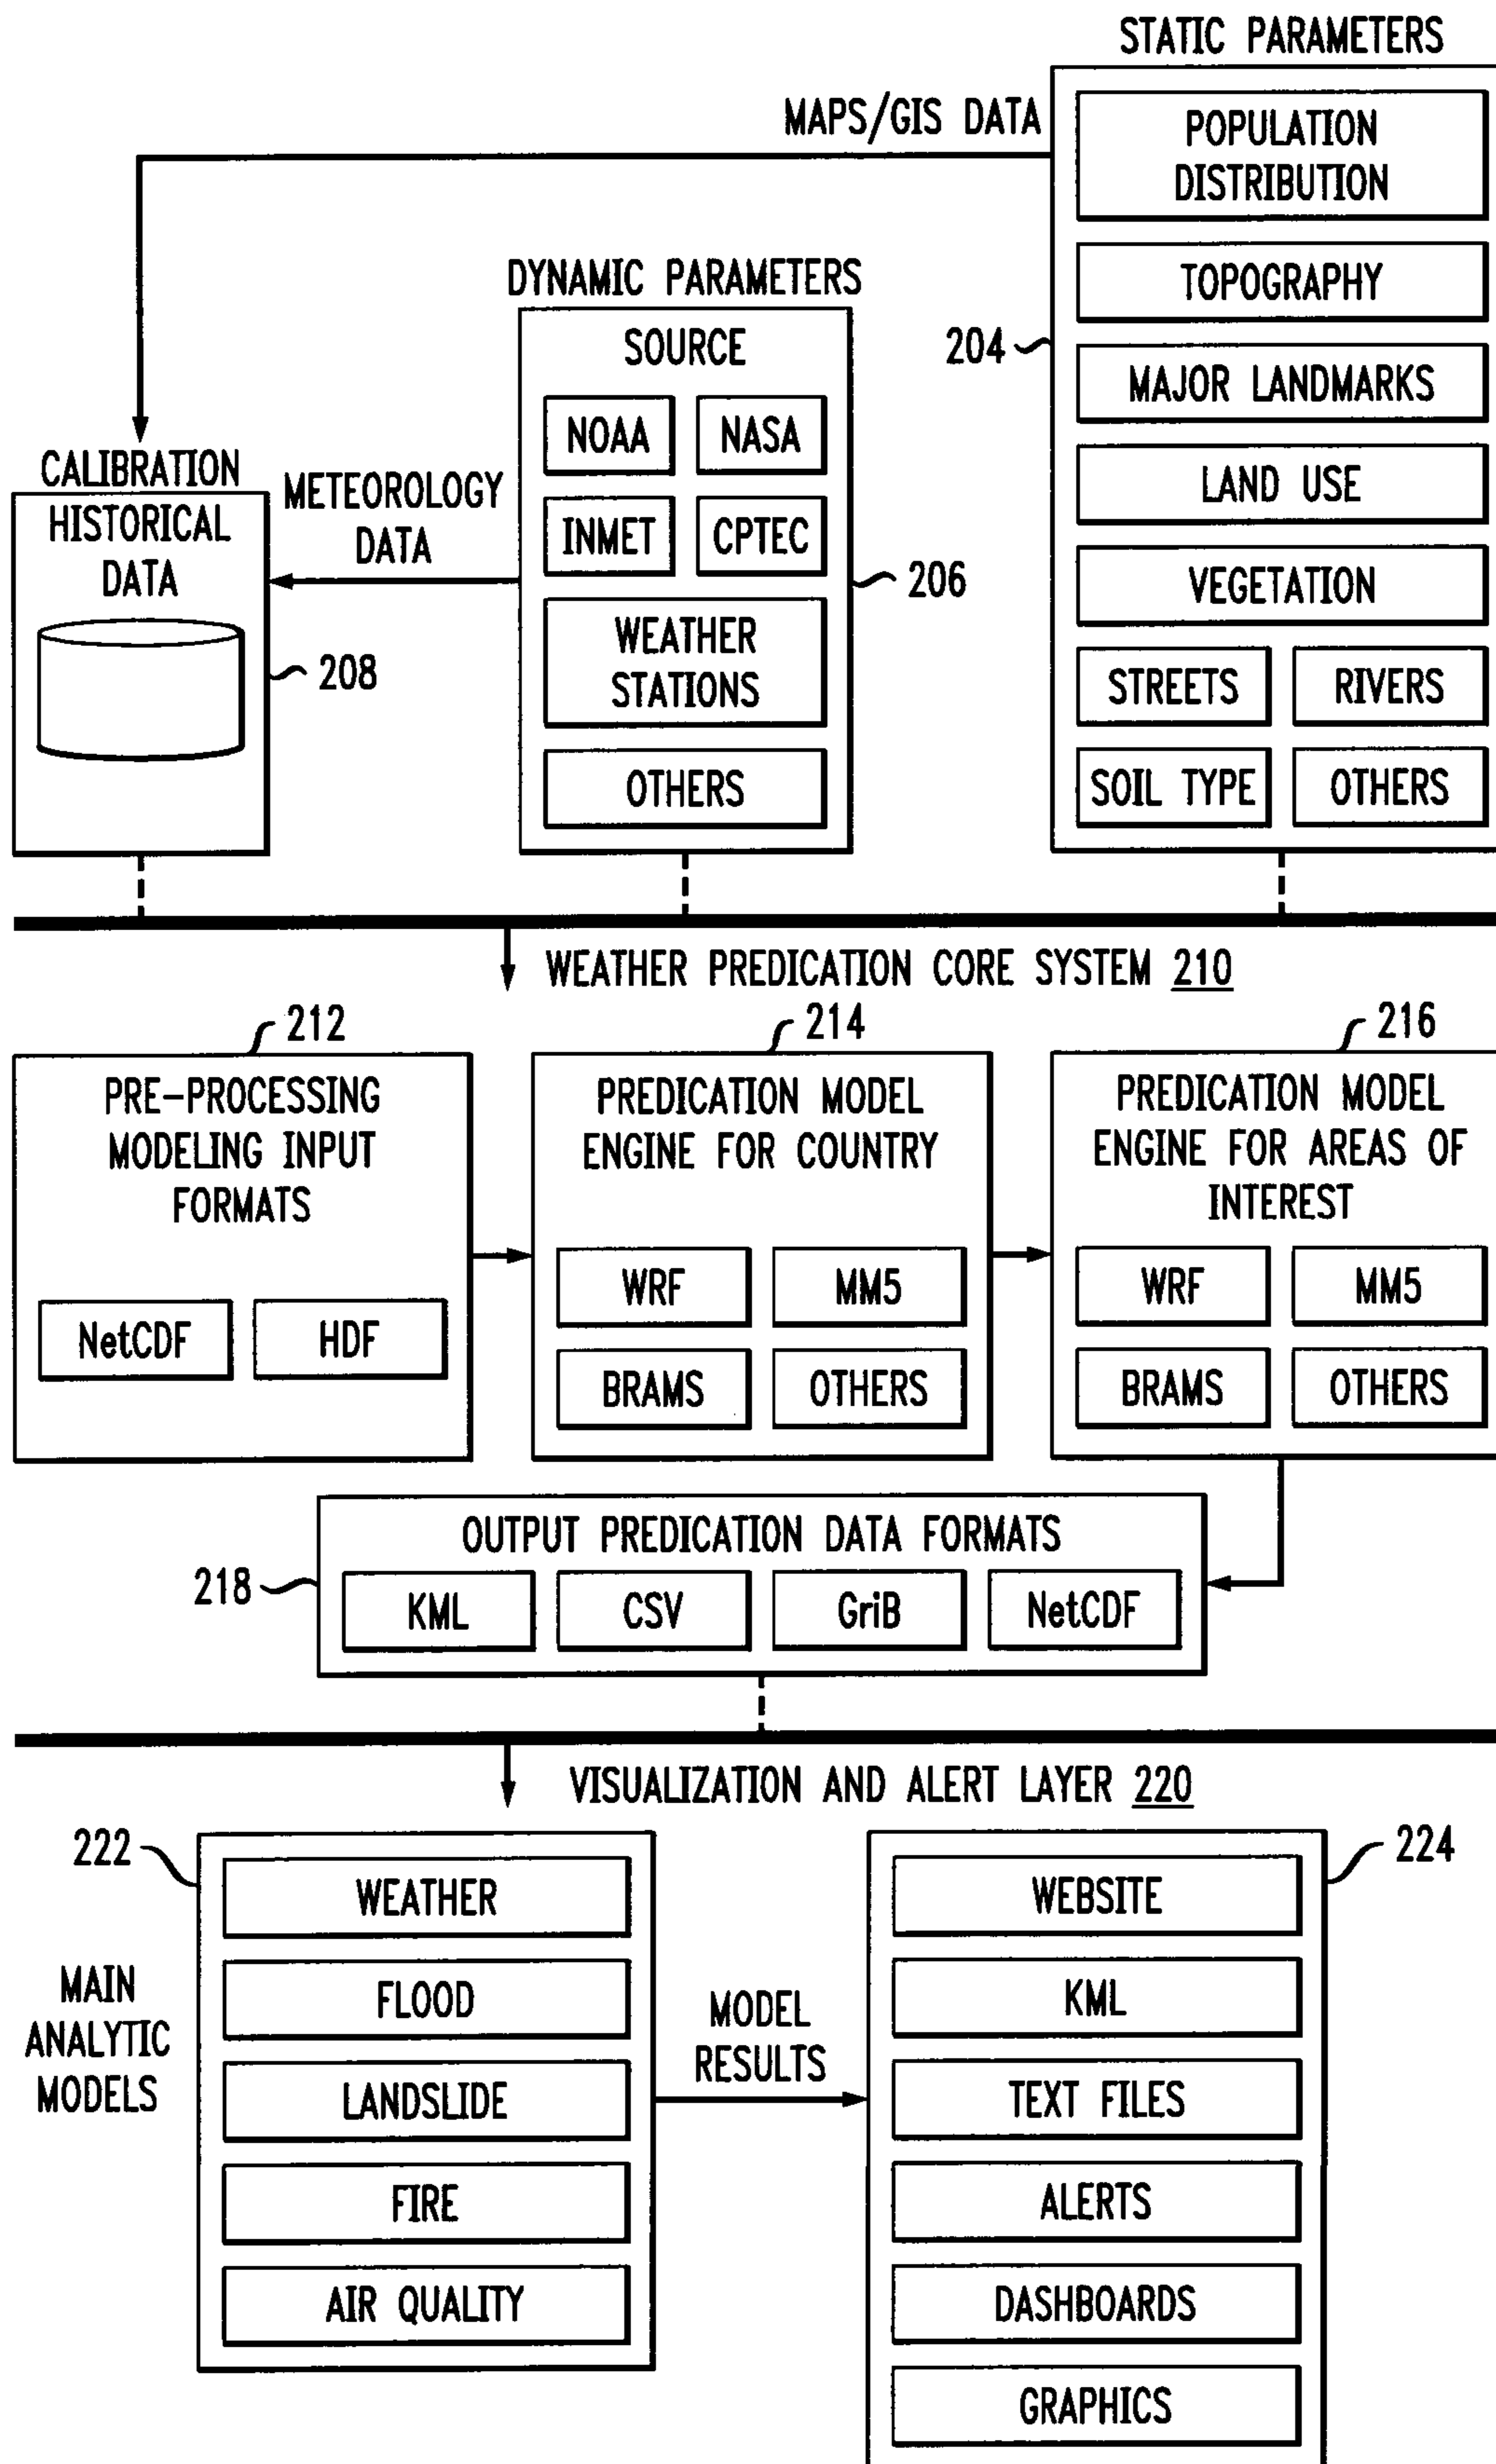 STATIC PARAMETERS
MAPS/GIS DATA
POPULATION
DISTRIBUTION
TOPOGRAPHY
204
MAJOR LANDMARKS
LAND USE
VEGETATION
STREETS
RIVERS
SOIL TYPE
OTHERS
DYNAMIC PARAMETERS
SOURCE
NOAA
NASA
INMET
CPTEC
206
WEATHER
STATIONS
OTHERS
METEOROLOGY
DATA
CALIBRATION
HISTORICAL
DATA
208
WEATHER PREDICATION CORE SYSTEM 210
212
PRE-PROCESSING
MODELING INPUT
FORMATS
NetCDF
HDF
214
PREDICATION MODEL
ENGINE FOR COUNTRY
WRF
MM5
BRAMS
OTHERS
216
PREDICATION MODEL
ENGINE FOR AREAS OF
INTEREST
WRF
MM5
BRAMS
OTHERS
OUTPUT PREDICATION DATA FORMATS
218
KML
CSV
GriB
NetCDF
VISUALIZATION AND ALERT LAYER 220
222
MAIN
ANALYTIC
MODELS
WEATHER
FLOOD
LANDSLIDE
FIRE
AIR QUALITY
MODEL
RESULTS
224
WEBSITE
KML
TEXT FILES
ALERTS
DASHBOARDS
GRAPHICS